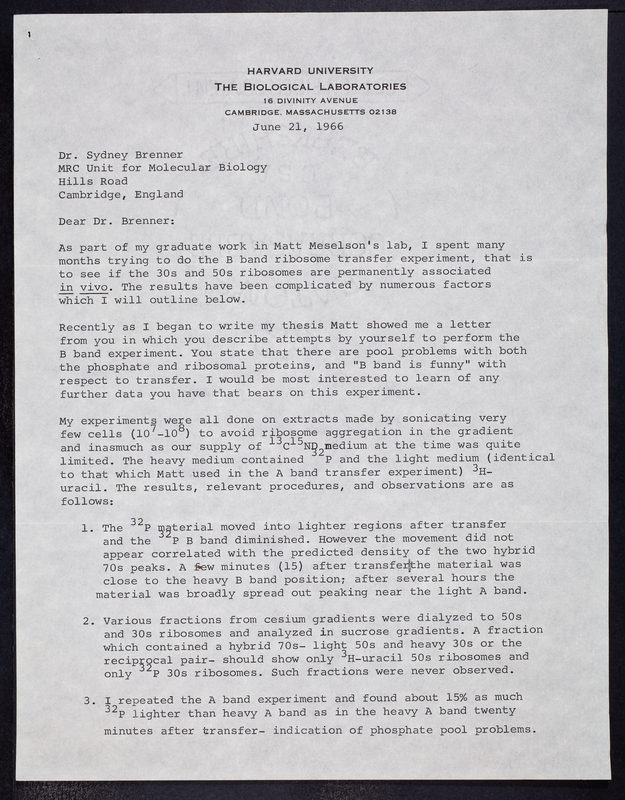 1
HARVARD UNIVERSITY
THE BIOLOGICAL LABORATORIES
16 DIVINITY AVENUE
CAMBRIDGE, MASSACHUSETTS 02138
June 21, 1966
Dr. Sydney Brenner
MRC Unit for Molecular Biology
Hills Road
Cambridge, England
Dear Dr. Brenner:
As part of my graduate work in Matt Meselson's lab, I spent many
months trying to do the B band ribosome transfer experiment, that is
to see if the 30s and 50s ribosomes are permanently associated
in vivo. The results have been complicated by numerous factors
which I will outline below.
Recently as I began to write my thesis Matt showed me a letter
from you in which you describe attempts by yourself to perform the
B band experiment. You state that there are pool problems with both
the phosphate and ribosomal proteins, and "B band is funny" with
respect to transfer. I would be most interested to learn of any
further data you have that bears on this experiment.
My experiments were all done on extracts made by sonicating very
few cells (10⁷-10⁸) to avoid ribosome aggregation in the gradient
and inasmuch as our supply of ¹³C¹⁵ND medium at the time was quite
limited. The heavy medium contained ³²P and the light medium (identical
to that which Matt used in the A band transfer experiment) ³H-
uracil. The results, relevant procedures, and observations are as
follows:
1. The ³²P material moved into lighter regions after transfer
and the ³²P B band diminished. However the movement did not
appear correlated with the predicted density of the two hybrid
70s peaks. A few minutes (15) after transfer the material was
close to the heavy B band position; after several hours the
material was broadly spread out peaking near the light A band.
2. Various fractions from cesium gradients were dialyzed to 50s
and 30s ribosomes and analyzed in sucrose gradients. A fraction
which contained a hybrid 70s- light 50s and heavy 30s or the
reciprocal pair- should show only ³H-uracil 50s ribosomes and
only ³²P 30s ribosomes. Such fractions were never observed.
3. I repeated the A band experiment and found about 15% as much
³²P lighter than heavy A band as in the heavy A band twenty
minutes after transfer- indication of phosphate pool problems.